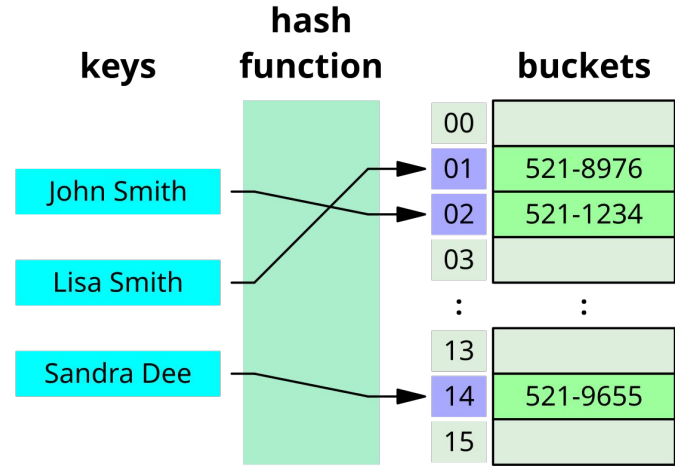 hash
keys function buckets
00
01 521-8976
John Smith
02 521-1234
03
Lisa Smith
: :
13
Sandra Dee
14 521-9655
15